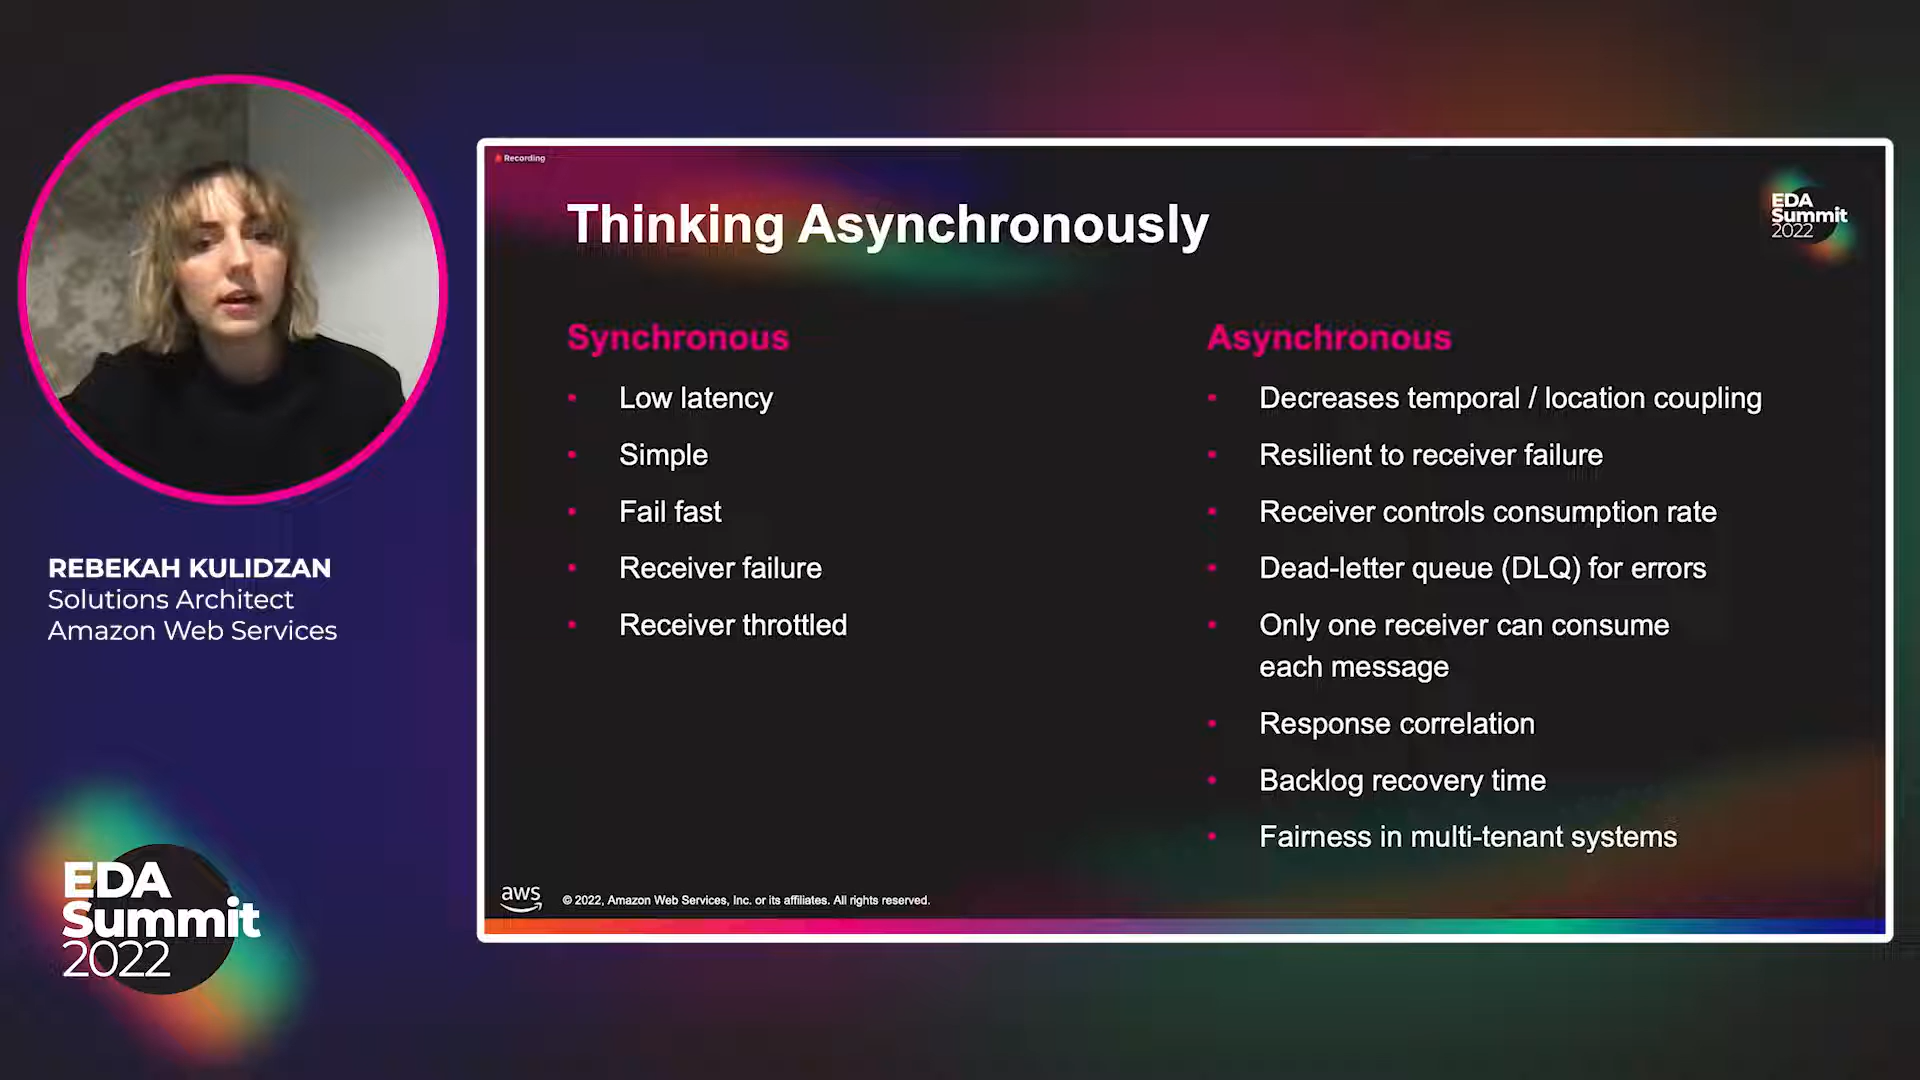 REBEKAH KULIDZAN
Solutions Architect
Amazon Web Services
EDA
Summit
2022
Recording
Thinking Asynchronously
EDA
Summit
2022
Synchronous
• Low latency
• Simple
• Fail fast
• Receiver failure
• Receiver throttled
Asynchronous
• Decreases temporal / location coupling
• Resilient to receiver failure
• Receiver controls consumption rate
• Dead-letter queue (DLQ) for errors
• Only one receiver can consume
each message
• Response correlation
• Backlog recovery time
• Fairness in multi-tenant systems
aws
© 2022, Amazon Web Services, Inc. or its affiliates. All rights reserved.